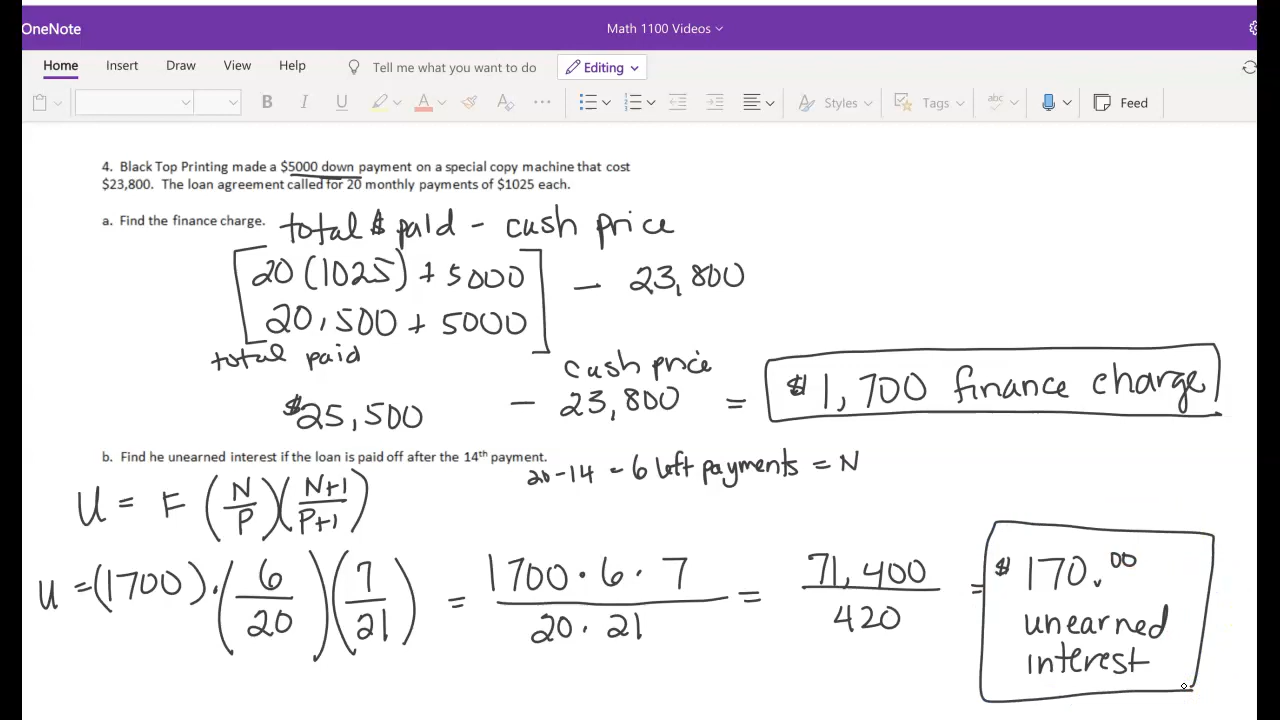 OneNote
Math 1100 Videos
Home Insert Draw View Help Tell me what you want to do Editing
B I U A A ... Styles Tags abc Feed
4. Black Top Printing made a $5000 down payment on a special copy machine that cost
$23,800. The loan agreement called for 20 monthly payments of $1025 each.
a. Find the finance charge. total $ paid - cash price
[20 (1025) + 5000] - 23,800
20,500 + 5000
total paid
cash price
$25,500 - 23,800 = $1,700 finance charge
b. Find he unearned interest if the loan is paid off after the 14th payment. 20-14 = 6 left payments = N
U = F (N/P)(N+1/P+1)
U = (1700)·(6/20)(7/21) = 1700·6·7/20·21 = 71,400/420 = $170.00
unearned
interest